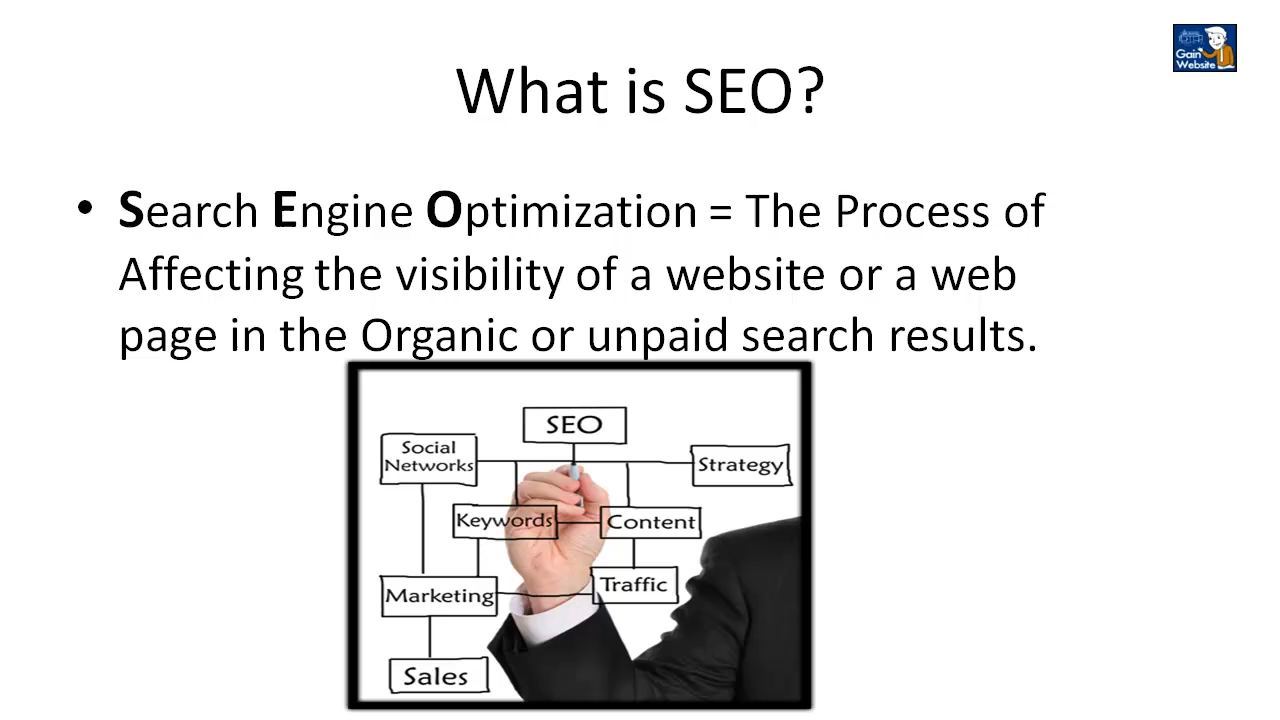 Gain
Website
What is SEO?
• Search Engine Optimization = The Process of
Affecting the visibility of a website or a web
page in the Organic or unpaid search results.
SEO
Social
Networks
Strategy
Keywords
Content
Marketing
Traffic
Sales